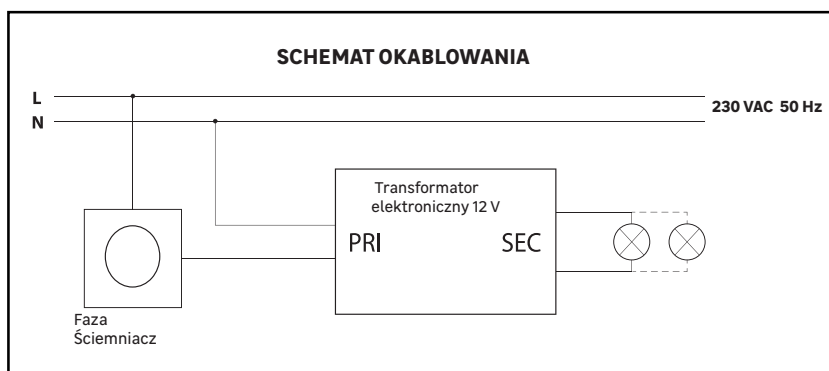 SCHEMAT OKABLOWANIA
L
230 VAC 50 Hz
N
Transformator
elektroniczny 12 V
PRI
SEC
Faza
Ściemniacz